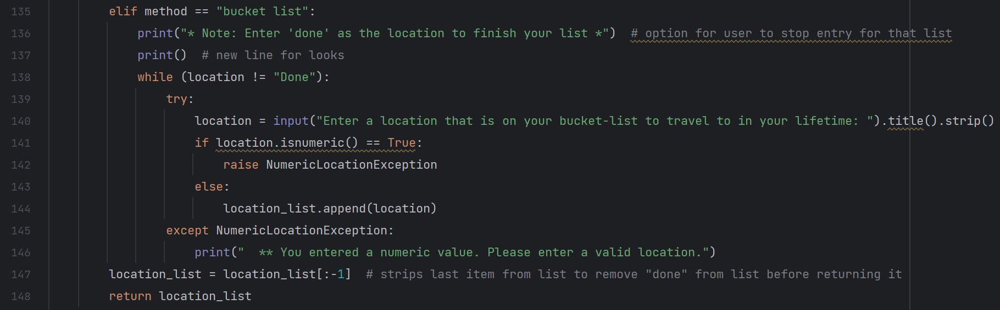 135 elif method == "bucket list":
136 print("* Note: Enter 'done' as the location to finish your list *")  # option for user to stop entry for that list
137 print()  # new line for looks
138 while (location != "Done"):
139 try:
140 location = input("Enter a location that is on your bucket-list to travel to in your lifetime: ").title().strip()
141 if location.isnumeric() == True:
142 raise NumericLocationException
143 else:
144 location_list.append(location)
145 except NumericLocationException:
146 print("  ** You entered a numeric value. Please enter a valid location.")
147 location_list = location_list[:-1]  # strips last item from list to remove "done" from list before returning it
148 return location_list